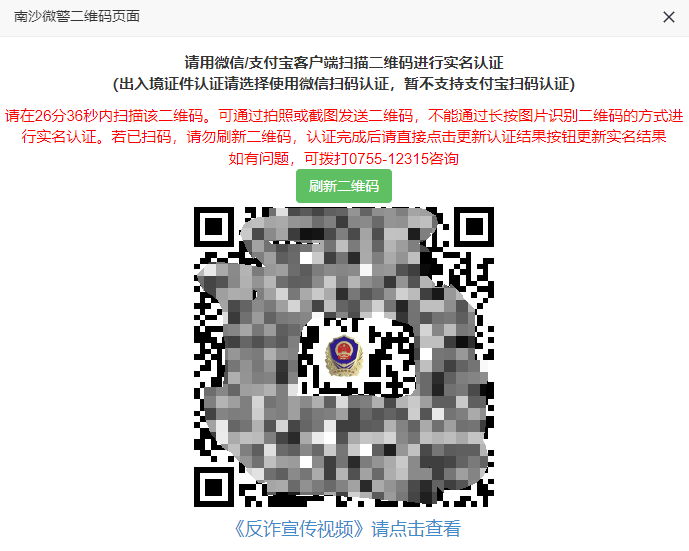 南沙微警二维码页面
请用微信/支付宝客户端扫描二维码进行实名认证
(出入境证件认证请选择使用微信扫码认证，暂不支持支付宝扫码认证)
请在26分36秒内扫描该二维码。可通过拍照或截图发送二维码，不能通过长按图片识别二维码的方式进
行实名认证。若已扫码，请勿刷新二维码，认证完成后请直接点击更新认证结果按钮更新实名结果
如有问题，可拨打0755-12315咨询
刷新二维码
《反诈宣传视频》请点击查看